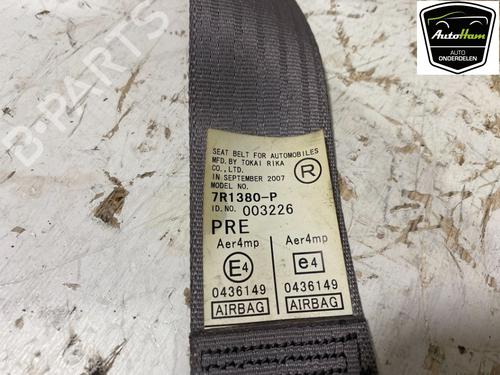 AutoHam
AUTO
ONDERDELEN
B-PARTS
SEAT BELT FOR AUTOMOBILES
MFD. BY TOKAI RIKA
CO., LTD.
IN SEPTEMBER 2007
MODEL NO.
R
7R1380-P
ID. NO. 003226
PRE
Aer4mp Aer4mp
E4 e4
0436149 0436149
AIRBAG AIRBAG